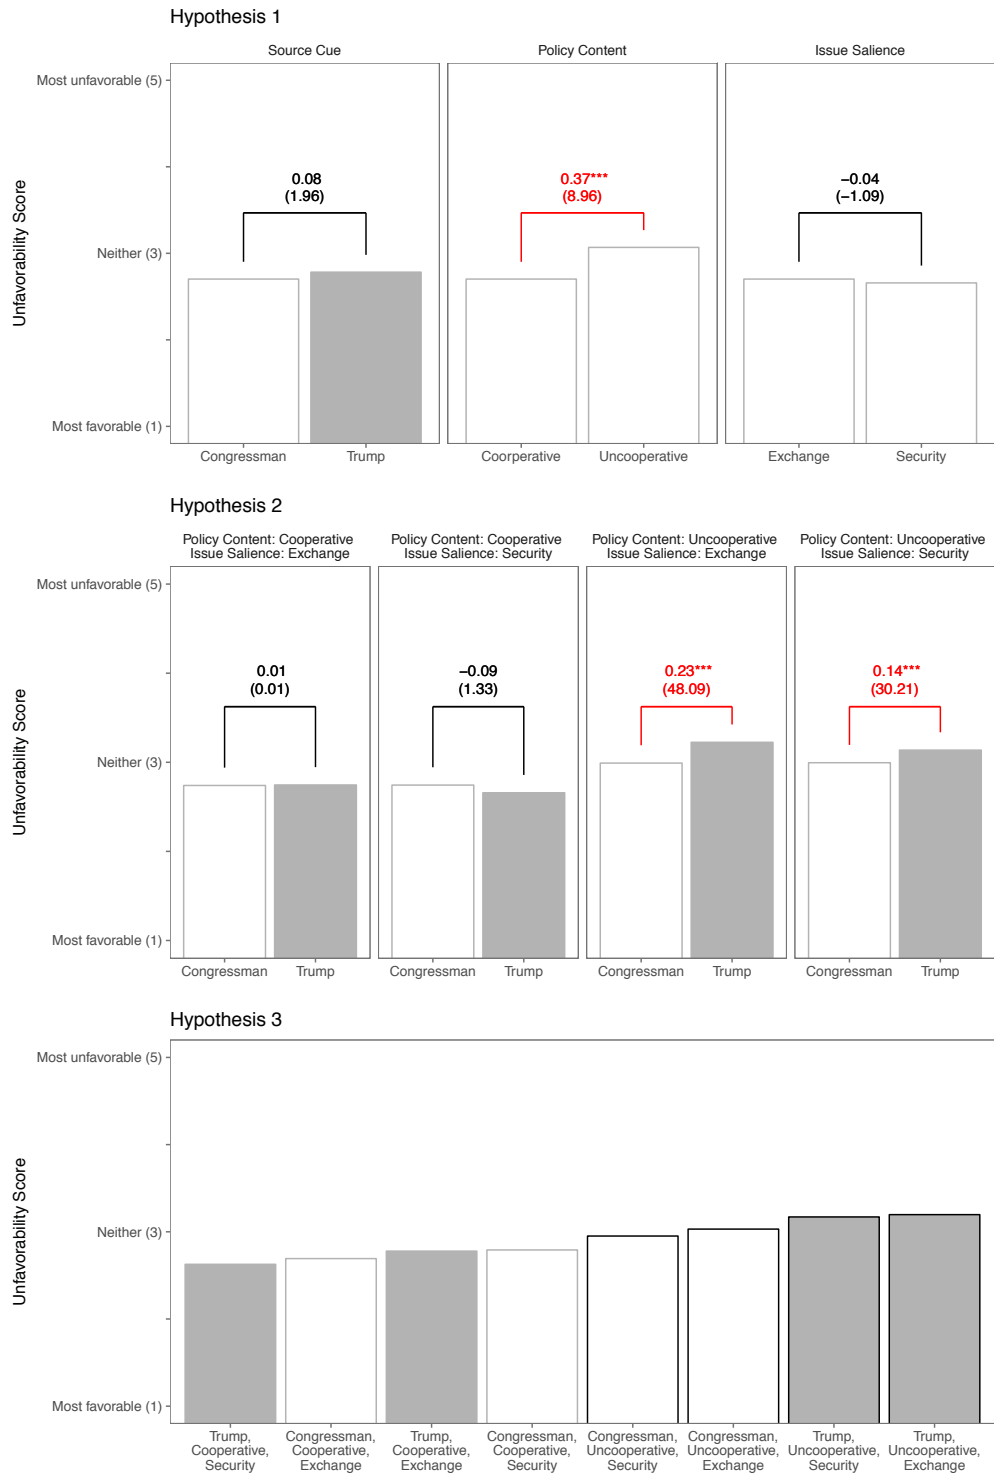 Hypothesis 1
Source Cue
Policy Content
Issue Salience
Unfavorability Score
Most unfavorable (5)
Neither (3)
Most favorable (1)
0.08
(1.96)
0.37***
(8.96)
−0.04
(−1.09)
Congressman
Trump
Coorperative
Uncooperative
Exchange
Security
Hypothesis 2
Policy Content: Cooperative
Issue Salience: Exchange
Policy Content: Cooperative
Issue Salience: Security
Policy Content: Uncooperative
Issue Salience: Exchange
Policy Content: Uncooperative
Issue Salience: Security
Unfavorability Score
Most unfavorable (5)
Neither (3)
Most favorable (1)
0.01
(0.01)
−0.09
(1.33)
0.23***
(48.09)
0.14***
(30.21)
Congressman
Trump
Congressman
Trump
Congressman
Trump
Congressman
Trump
Hypothesis 3
Unfavorability Score
Most unfavorable (5)
Neither (3)
Most favorable (1)
Trump,
Cooperative,
Security
Congressman,
Cooperative,
Exchange
Trump,
Cooperative,
Exchange
Congressman,
Cooperative,
Security
Congressman,
Uncooperative,
Security
Congressman,
Uncooperative,
Exchange
Trump,
Uncooperative,
Security
Trump,
Uncooperative,
Exchange